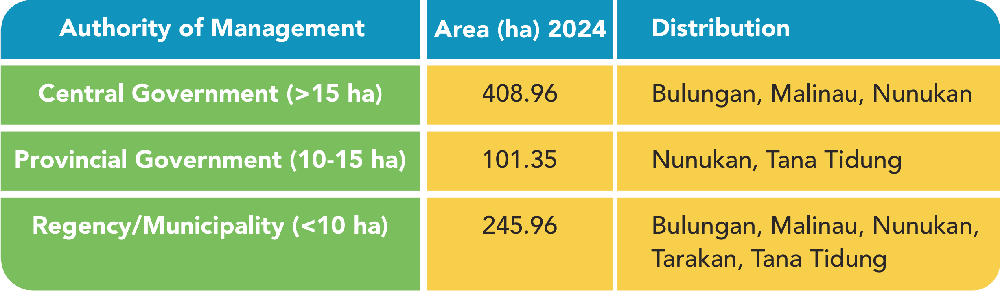 Authority of Management Area (ha) 2024 Distribution
Central Government (>15 ha) 408.96 Bulungan, Malinau, Nunukan
Provincial Government (10-15 ha) 101.35 Nunukan, Tana Tidung
Regency/Municipality (<10 ha) 245.96 Bulungan, Malinau, Nunukan,
Tarakan, Tana Tidung